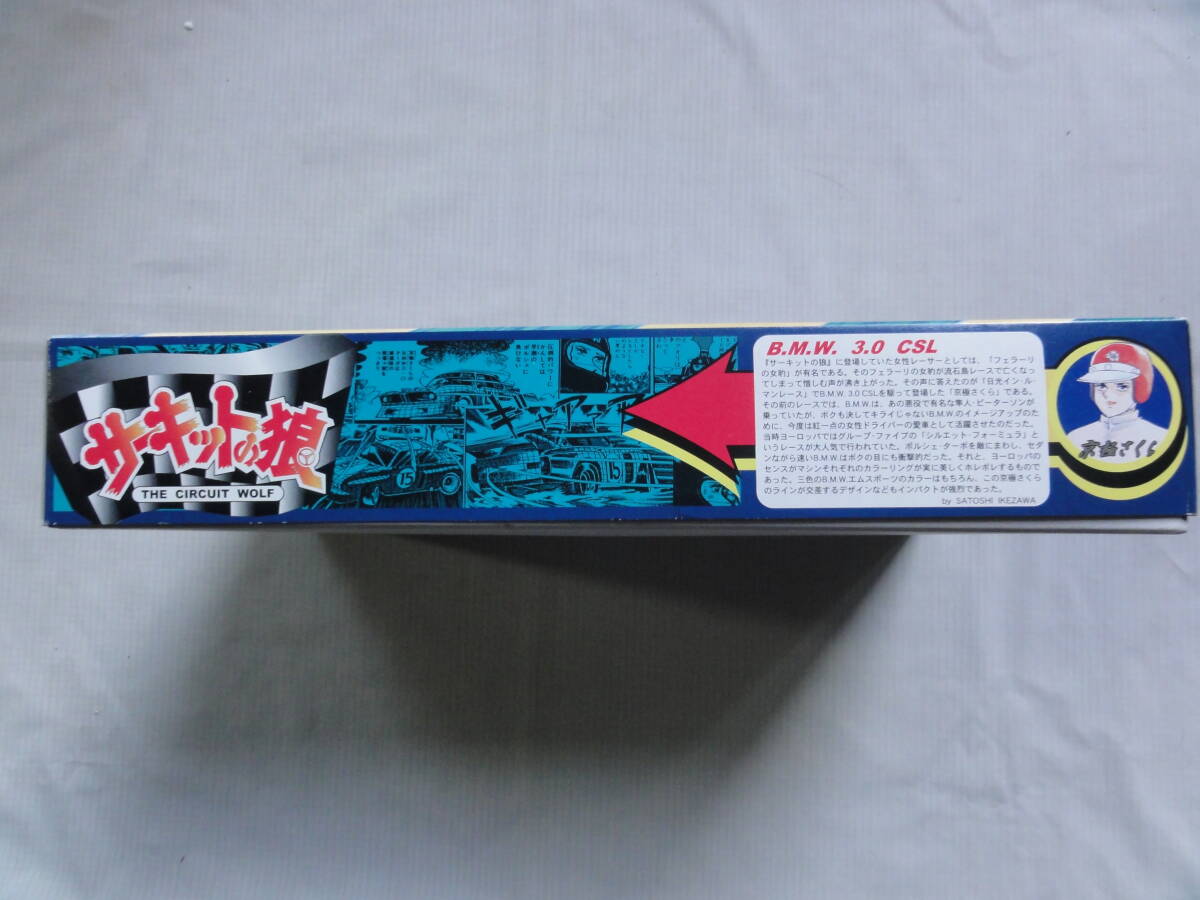 サーキットの狼
THE CIRCUIT WOLF
15
15
B.M.W. 3.0 CSL
『サーキットの狼』に登場していた女性レーサーとしては、「フェラーリ
の女豹」が有名である。そのフェラーリの女豹が流石島レースで亡くなっ
てしまって惜しむ声が湧き上がった。その声に答えたのが「日光イン・ル・
マンレース」でB.M.W. 3.0 CSLを駆って登場した「京極さくら」である。
その前のレースでは、B.M.W.は、あの悪役で有名な隼人・ピーターソンが
乗っていたが、ボクも決してキライじゃないB.M.W.のイメージアップのた
めに、今度は紅一点の女性ドライバーの愛車として活躍させたのだった。
当時ヨーロッパではグループ・ファイブの「シルエット・フォーミュラ」と
いうレースが大人気で行われていた。ポルシェ・ターボを敵にまわし、セダ
ンながら速いB.M.W.はボクの目にも衝撃的だった。それと、ヨーロッパの
センスがマシンそれぞれのカラーリングが実に美しくホレボレするもので
あった。三色のB.M.W.エムスポーツのカラーはもちろん、この京極さくら
のラインが交差するデザインなどもインパクトが強烈であった。
by SATOSHI IKEZAWA
京極さくら